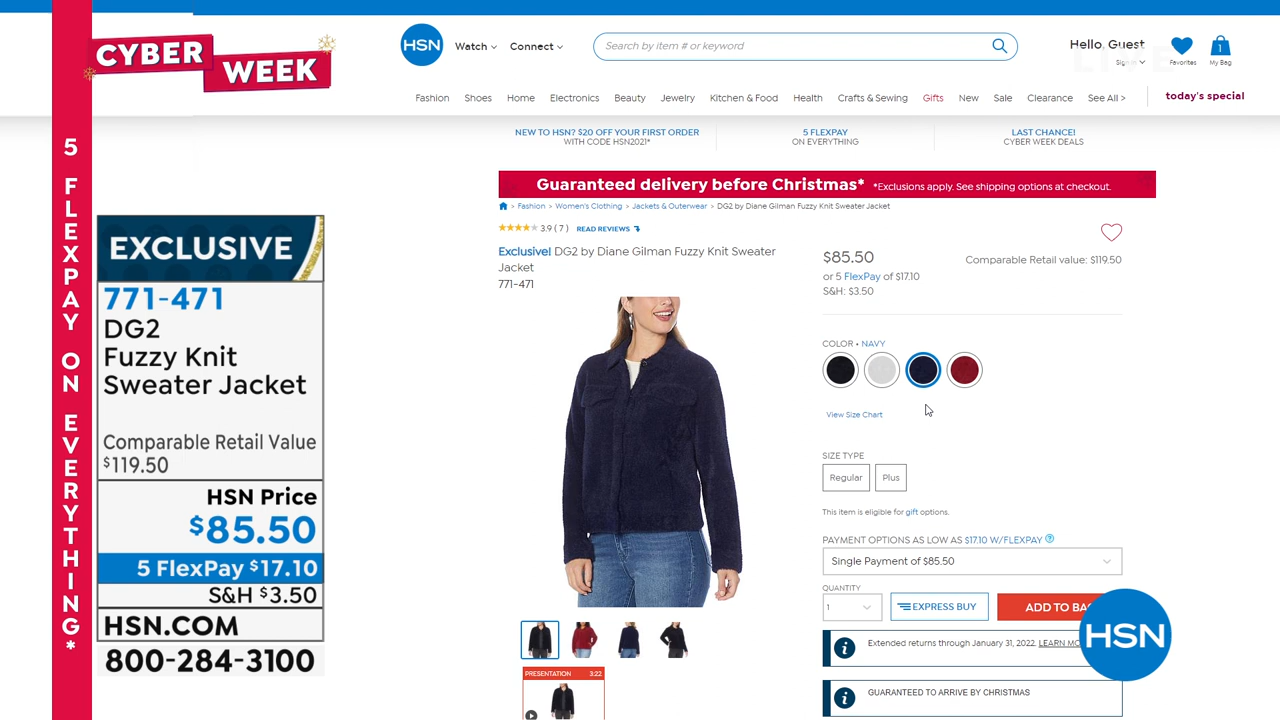 CYBER
WEEK
5 FLEXPAY ON EVERYTHING*
EXCLUSIVE
771-471
DG2
Fuzzy Knit
Sweater Jacket
Comparable Retail Value
$119.50
HSN Price
$85.50
5 FlexPay $17.10
S&H $3.50
HSN.COM
800-284-3100
HSN
Watch
Connect
Search by item # or keyword
Hello, Guest
Sign In
Favorites
1
My Bag
Fashion Shoes Home Electronics Beauty Jewelry Kitchen & Food Health Crafts & Sewing Gifts New Sale Clearance See All >
today's special
NEW TO HSN? $20 OFF YOUR FIRST ORDER
WITH CODE HSN2021*
5 FLEXPAY
ON EVERYTHING
LAST CHANCE!
CYBER WEEK DEALS
Guaranteed delivery before Christmas* *Exclusions apply. See shipping options at checkout.
> Fashion > Women's Clothing > Jackets & Outerwear > DG2 by Diane Gilman Fuzzy Knit Sweater Jacket
3.9 ( 7 ) READ REVIEWS
Exclusive! DG2 by Diane Gilman Fuzzy Knit Sweater
Jacket
771-471
PRESENTATION 3:22
$85.50
Comparable Retail value: $119.50
or 5 FlexPay of $17.10
S&H: $3.50
COLOR • NAVY
View Size Chart
SIZE TYPE
Regular
Plus
This item is eligible for gift options.
PAYMENT OPTIONS AS LOW AS $17.10 W/FLEXPAY ?
Single Payment of $85.50
QUANTITY
1
EXPRESS BUY
ADD TO BA
Extended returns through January 31, 2022. LEARN MO
HSN
GUARANTEED TO ARRIVE BY CHRISTMAS